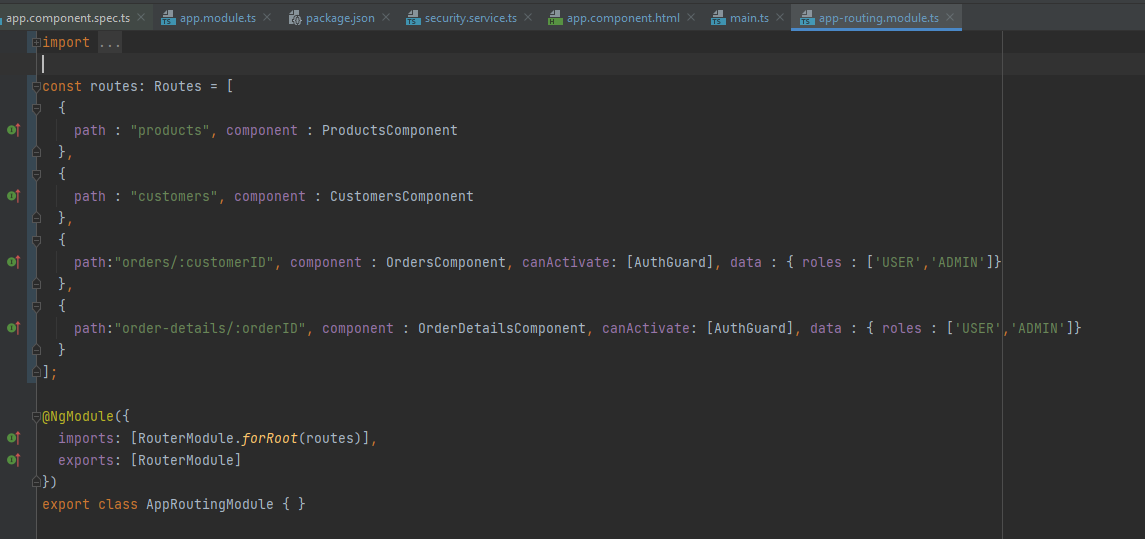 app.component.spec.ts × app.module.ts × package.json × security.service.ts × app.component.html × main.ts × app-routing.module.ts ×
import ...
const routes: Routes = [
  {
    path : "products", component : ProductsComponent
  },
  {
    path : "customers", component : CustomersComponent
  },
  {
    path:"orders/:customerID", component : OrdersComponent, canActivate: [AuthGuard], data : { roles : ['USER','ADMIN']}
  },
  {
    path:"order-details/:orderID", component : OrderDetailsComponent, canActivate: [AuthGuard], data : { roles : ['USER','ADMIN']}
  }
];
@NgModule({
  imports: [RouterModule.forRoot(routes)],
  exports: [RouterModule]
})
export class AppRoutingModule { }